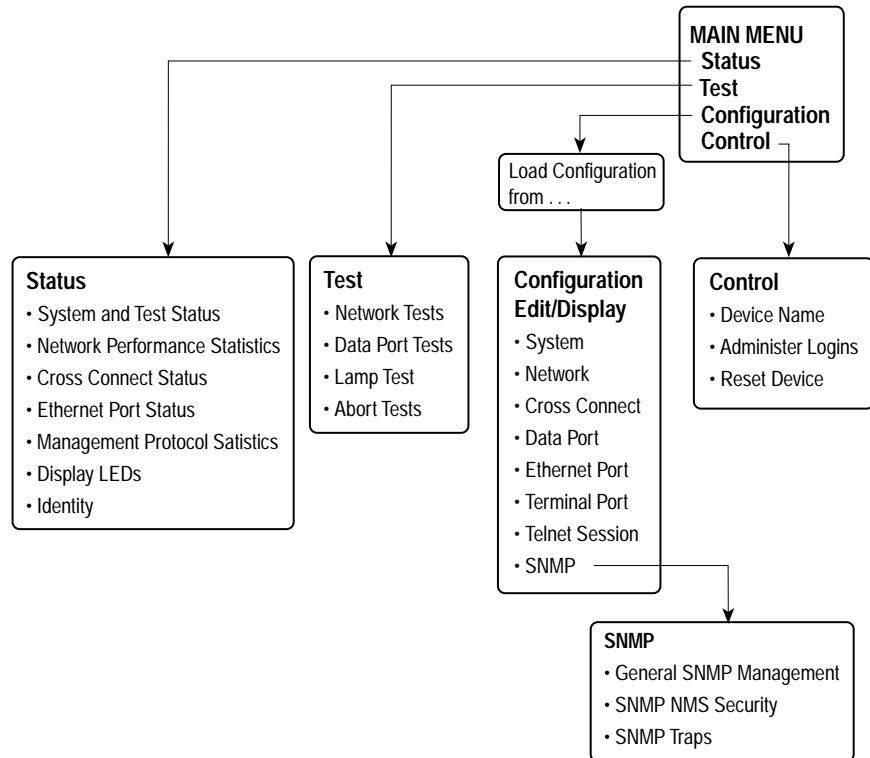 MAIN MENU
Status
Test
Configuration
Control
Load Configuration
from . . .
Status
• System and Test Status
• Network Performance Statistics
• Cross Connect Status
• Ethernet Port Status
• Management Protocol Satistics
• Display LEDs
• Identity
Test
• Network Tests
• Data Port Tests
• Lamp Test
• Abort Tests
Configuration
Edit/Display
• System
• Network
• Cross Connect
• Data Port
• Ethernet Port
• Terminal Port
• Telnet Session
• SNMP
Control
• Device Name
• Administer Logins
• Reset Device
SNMP
• General SNMP Management
• SNMP NMS Security
• SNMP Traps